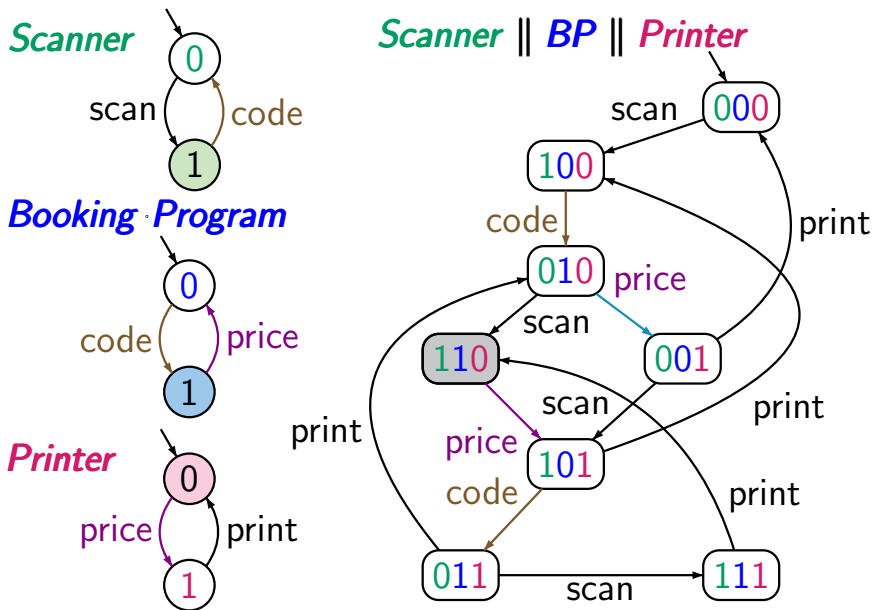 Scanner
0
scan
code
1
Booking Program
0
code
price
1
Printer
0
price
print
1
Scanner || BP || Printer
000
scan
100
code
print
010
price
scan
110
001
scan
print
print
price
101
code
print
011
scan
111